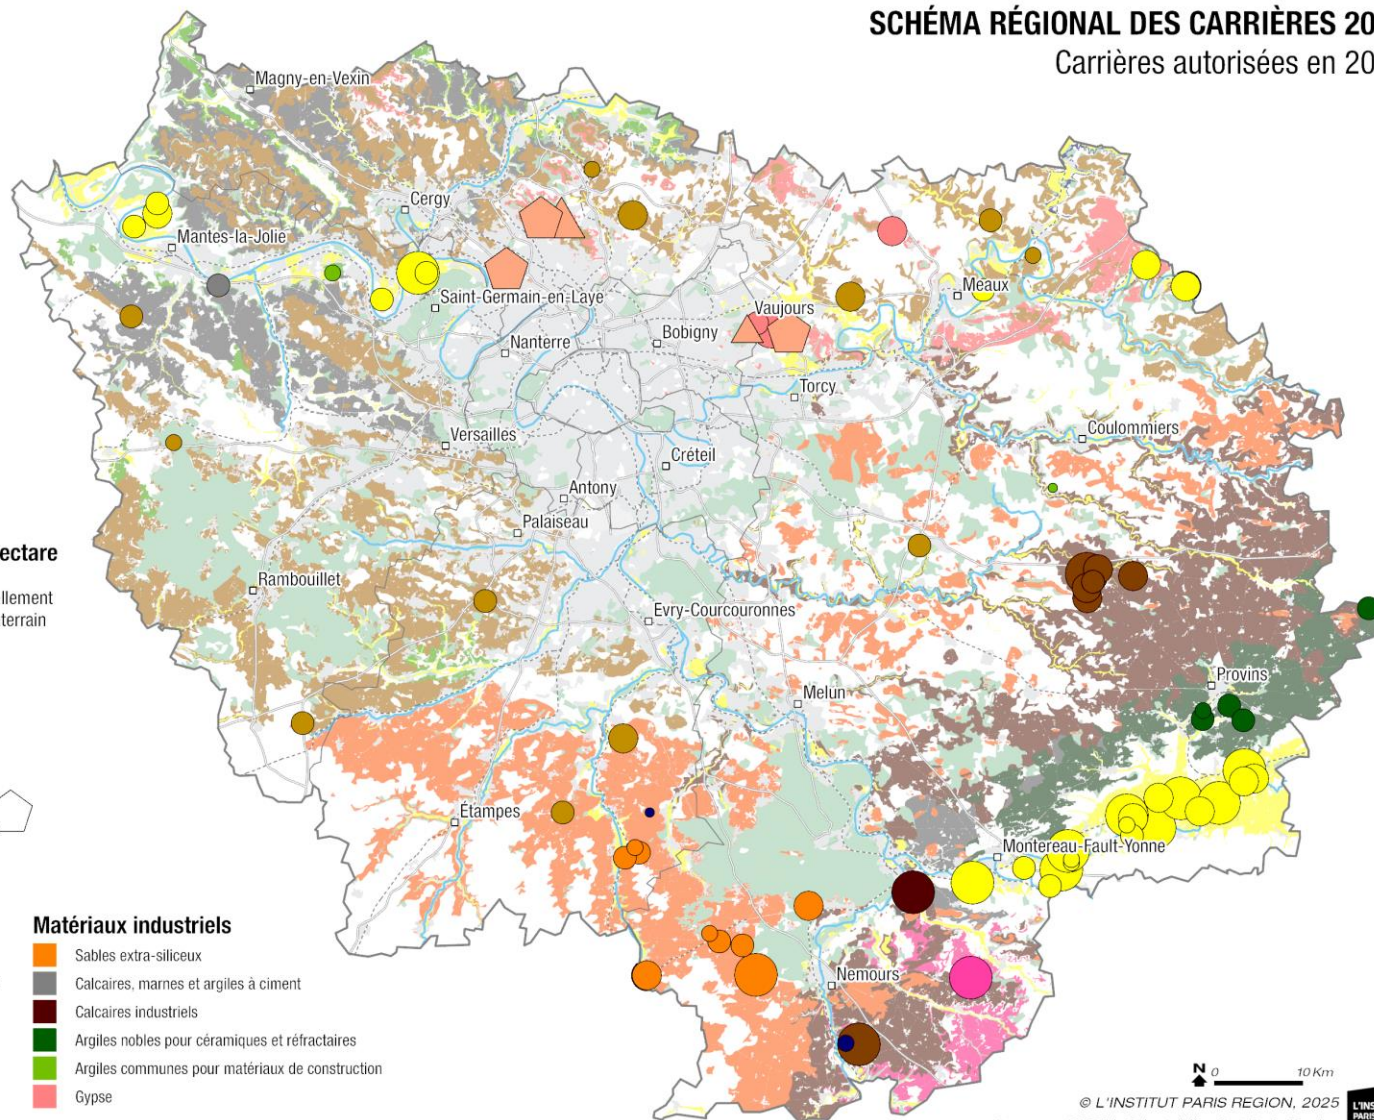 SCHÉMA RÉGIONAL DES CARRIÈRES 20
Carrières autorisées en 20
Magny-en-Vexin
Cergy
Mantes-la-Jolie
Saint-Germain-en-Laye
Meaux
Vaujours
Bobigny
Nanterre
Torcy
Versailles
Coulommiers
Créteil
Antony
Palaiseau
ectare
Rambouillet
llement
terrain
Evry-Courcouronnes
Provins
Melun
Étampes
Montereau-Fault-Yonne
Nemours
Matériaux industriels
Sables extra-siliceux
Calcaires, marnes et argiles à ciment
Calcaires industriels
Argiles nobles pour céramiques et réfractaires
Argiles communes pour matériaux de construction
Gypse
N 0 10 Km
© L'INSTITUT PARIS REGION, 2025
L'INS
PARIS